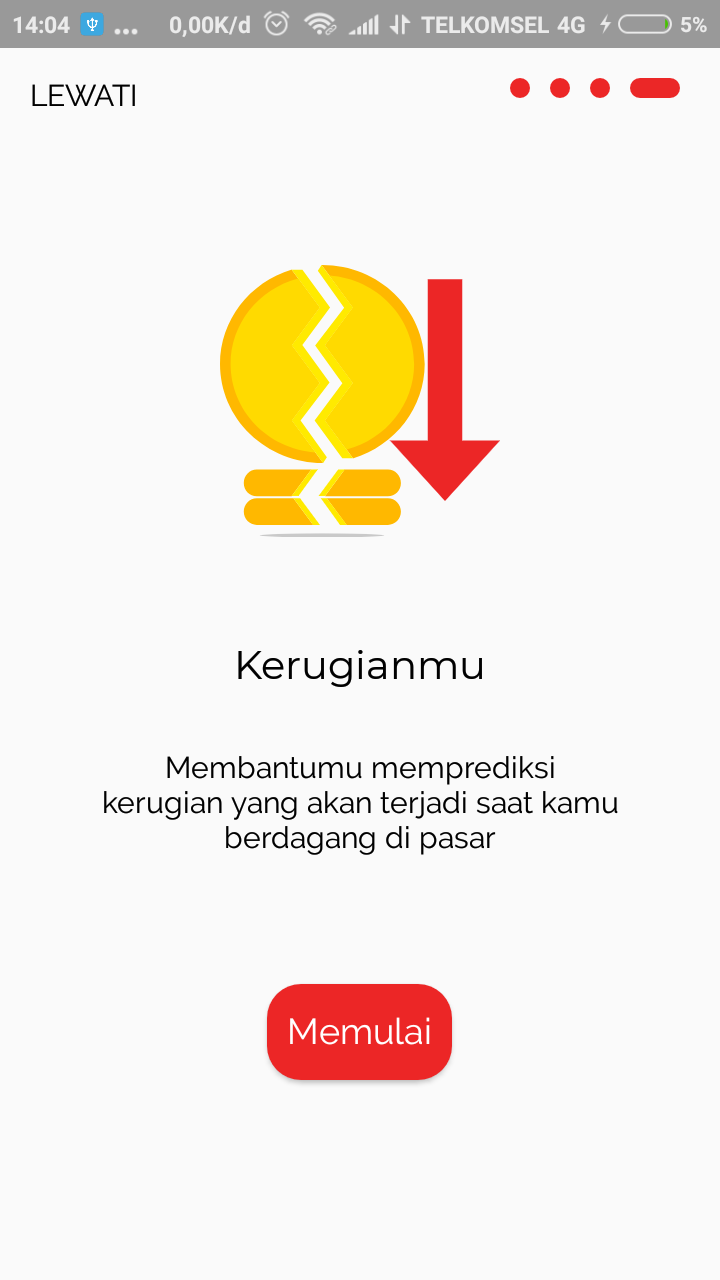 14:04 ... 0,00K/d TELKOMSEL 4G 5%
LEWATI
Kerugianmu
Membantumu memprediksi
kerugian yang akan terjadi saat kamu
berdagang di pasar
Memulai